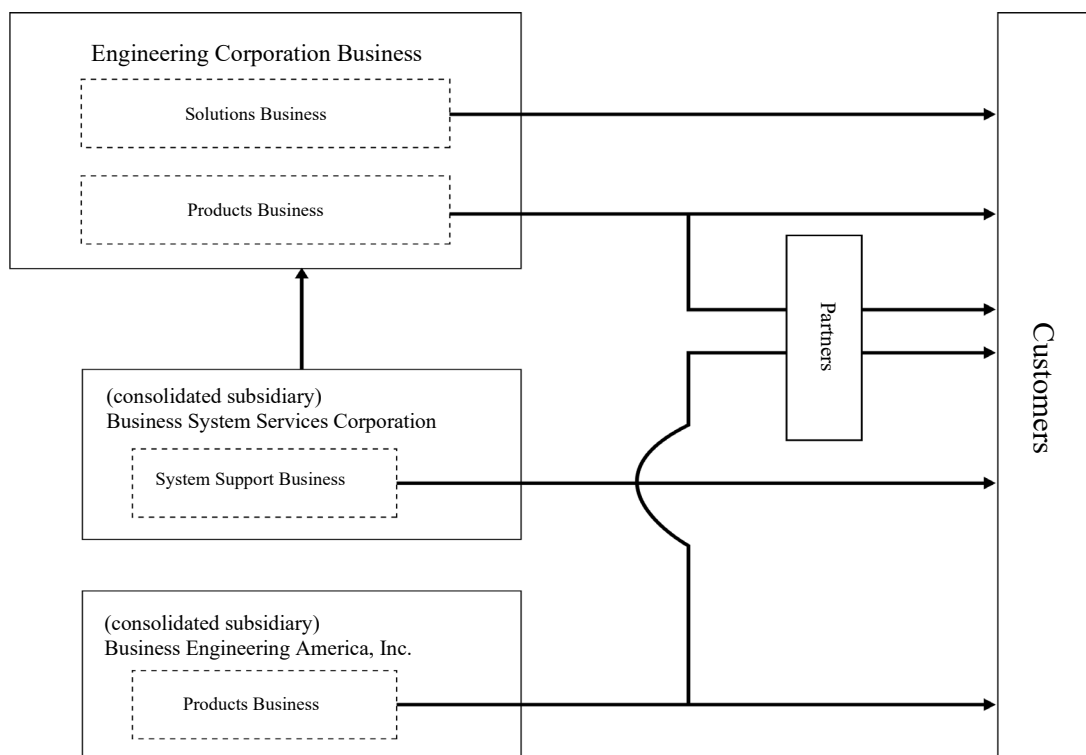 Engineering Corporation Business
Solutions Business
Products Business
Partners
Customers
(consolidated subsidiary)
Business System Services Corporation
System Support Business
(consolidated subsidiary)
Business Engineering America, Inc.
Products Business